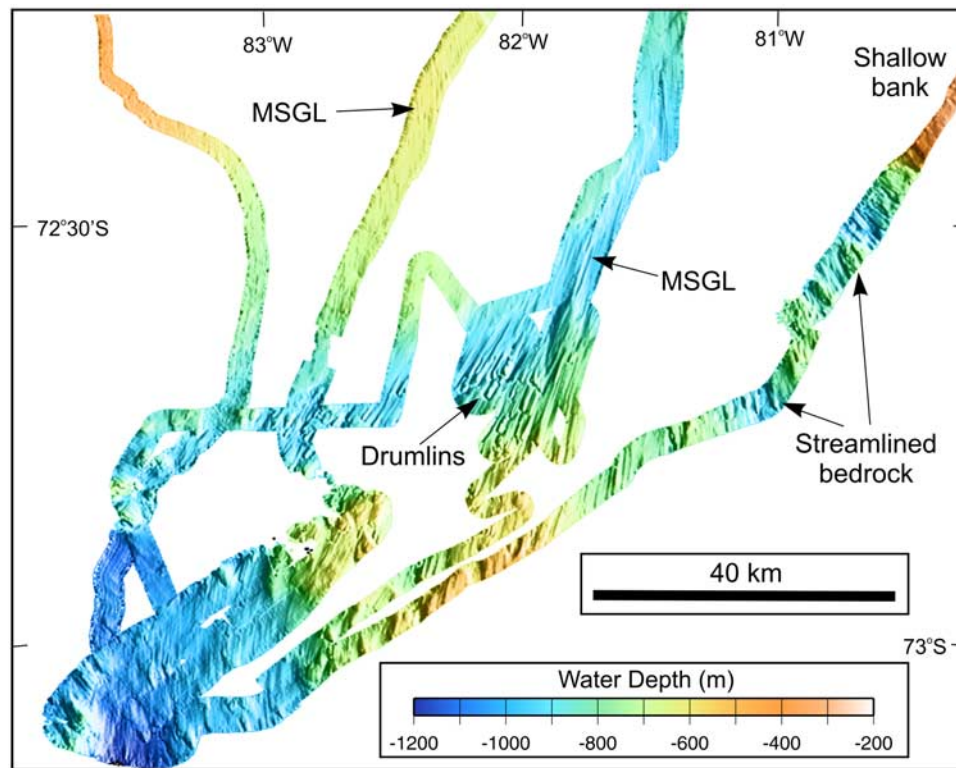 83°W
82°W
81°W
Shallow
bank
MSGL
72°30'S
MSGL
Drumlins
Streamlined
bedrock
40 km
73°S
Water Depth (m)
-1200 -1000 -800 -600 -400 -200